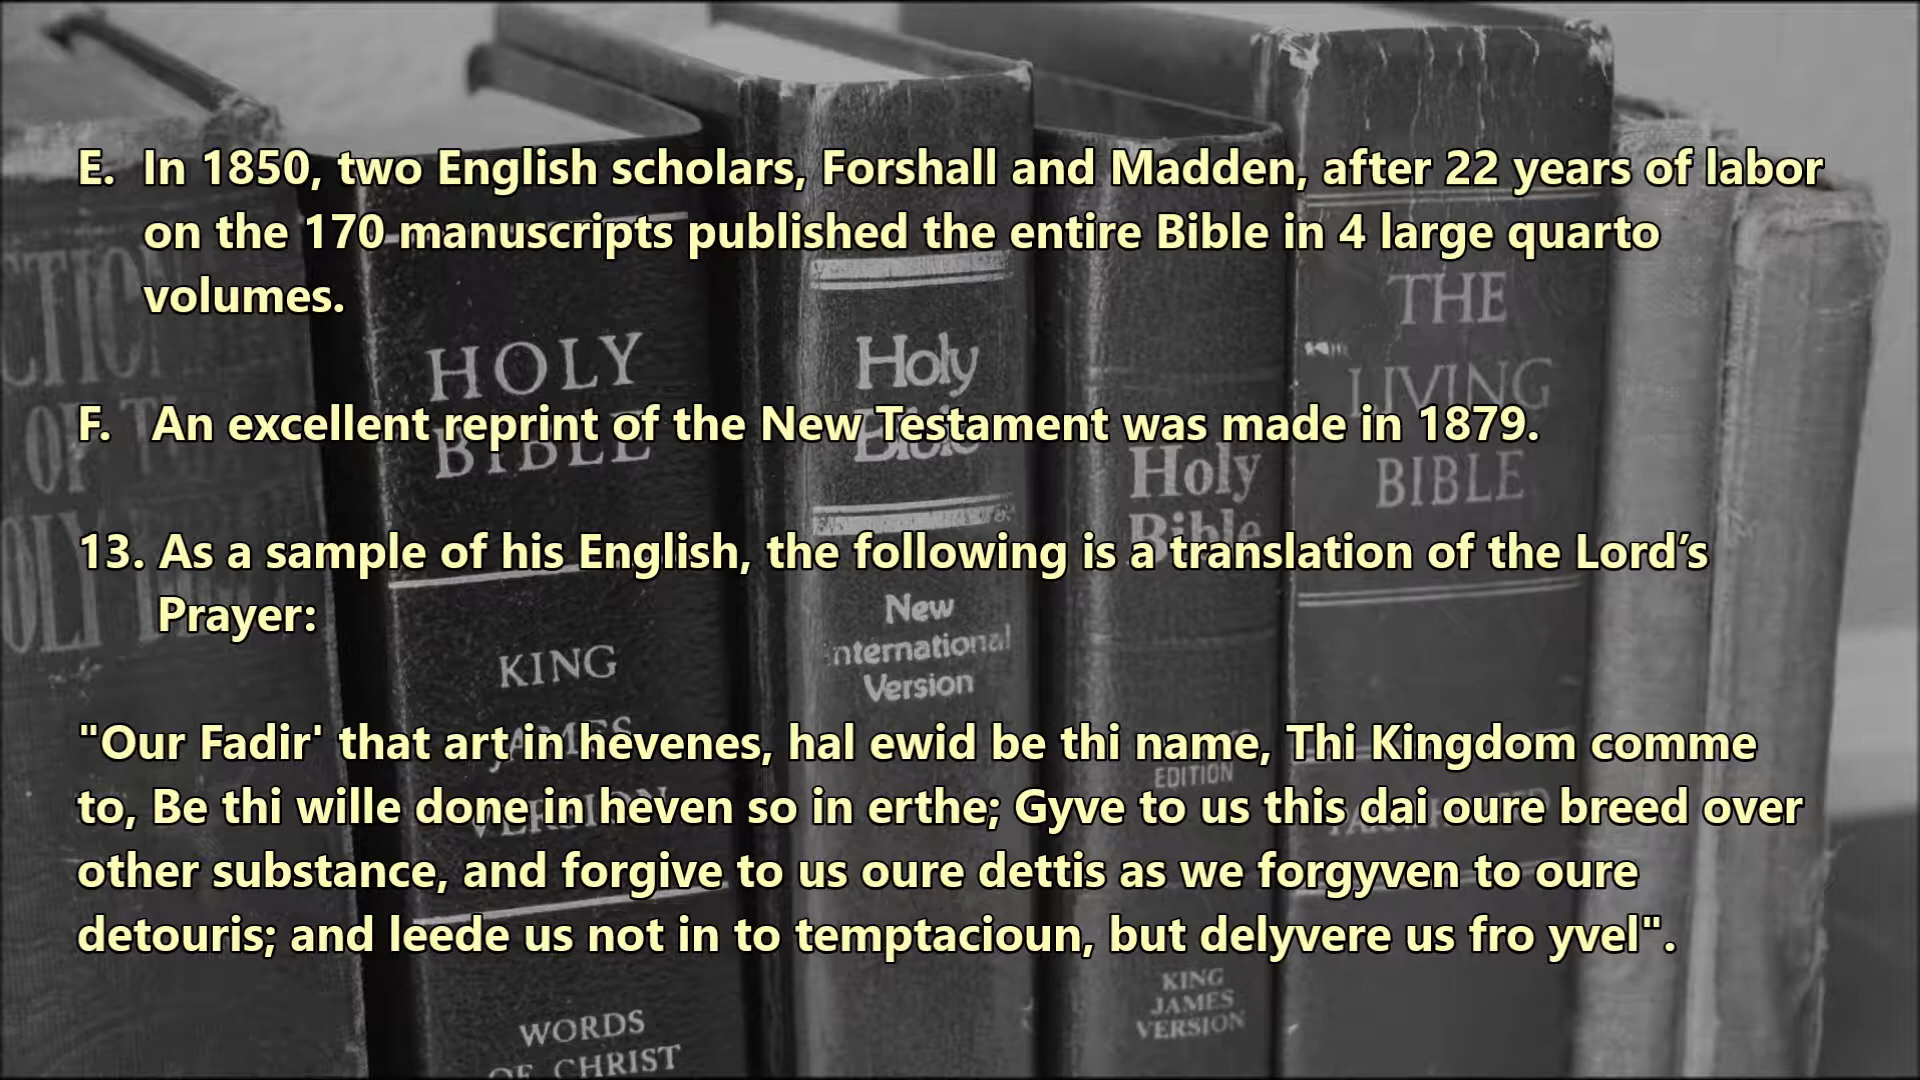 E. In 1850, two English scholars, Forshall and Madden, after 22 years of labor
on the 170 manuscripts published the entire Bible in 4 large quarto
volumes.
F. An excellent reprint of the New Testament was made in 1879.
13. As a sample of his English, the following is a translation of the Lord’s
Prayer:
"Our Fadir' that art in hevenes, hal ewid be thi name, Thi Kingdom comme
to, Be thi wille done in heven so in erthe; Gyve to us this dai oure breed over
other substance, and forgive to us oure dettis as we forgyven to oure
detouris; and leede us not in to temptacioun, but delyvere us fro yvel".
OF
HOLY
BIBLE
KING
JAMES
VERSION
WORDS
OF CHRIST
Holy
Bible
New
International
Version
Holy
Bible
EDITION
KING
JAMES
VERSION
THE
LIVING
BIBLE